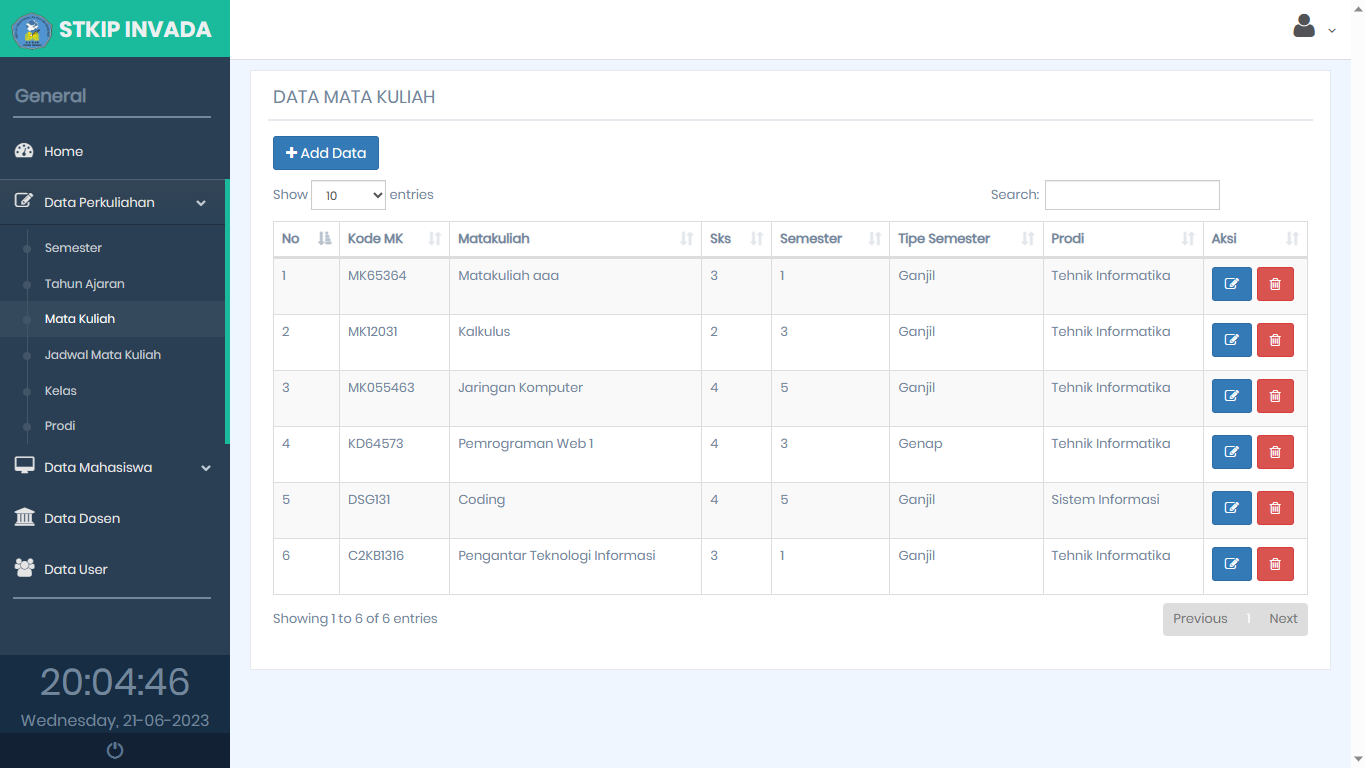 STKIP INVADA
General
Home
Data Perkuliahan
Semester
Tahun Ajaran
Mata Kuliah
Jadwal Mata Kuliah
Kelas
Prodi
Data Mahasiswa
Data Dosen
Data User
20:04:46
Wednesday, 21-06-2023
DATA MATA KULIAH
Add Data
Show 10 entries Search:
No Kode MK Matakuliah Sks Semester Tipe Semester Prodi Aksi
1 MK65364 Matakuliah aaa 3 1 Ganjil Tehnik Informatika
2 MK12031 Kalkulus 2 3 Ganjil Tehnik Informatika
3 MK055463 Jaringan Komputer 4 5 Ganjil Tehnik Informatika
4 KD64573 Pemrograman Web 1 4 3 Genap Tehnik Informatika
5 DSG131 Coding 4 5 Ganjil Sistem Informasi
6 C2KB1316 Pengantar Teknologi Informasi 3 1 Ganjil Tehnik Informatika
Showing 1 to 6 of 6 entries Previous 1 Next